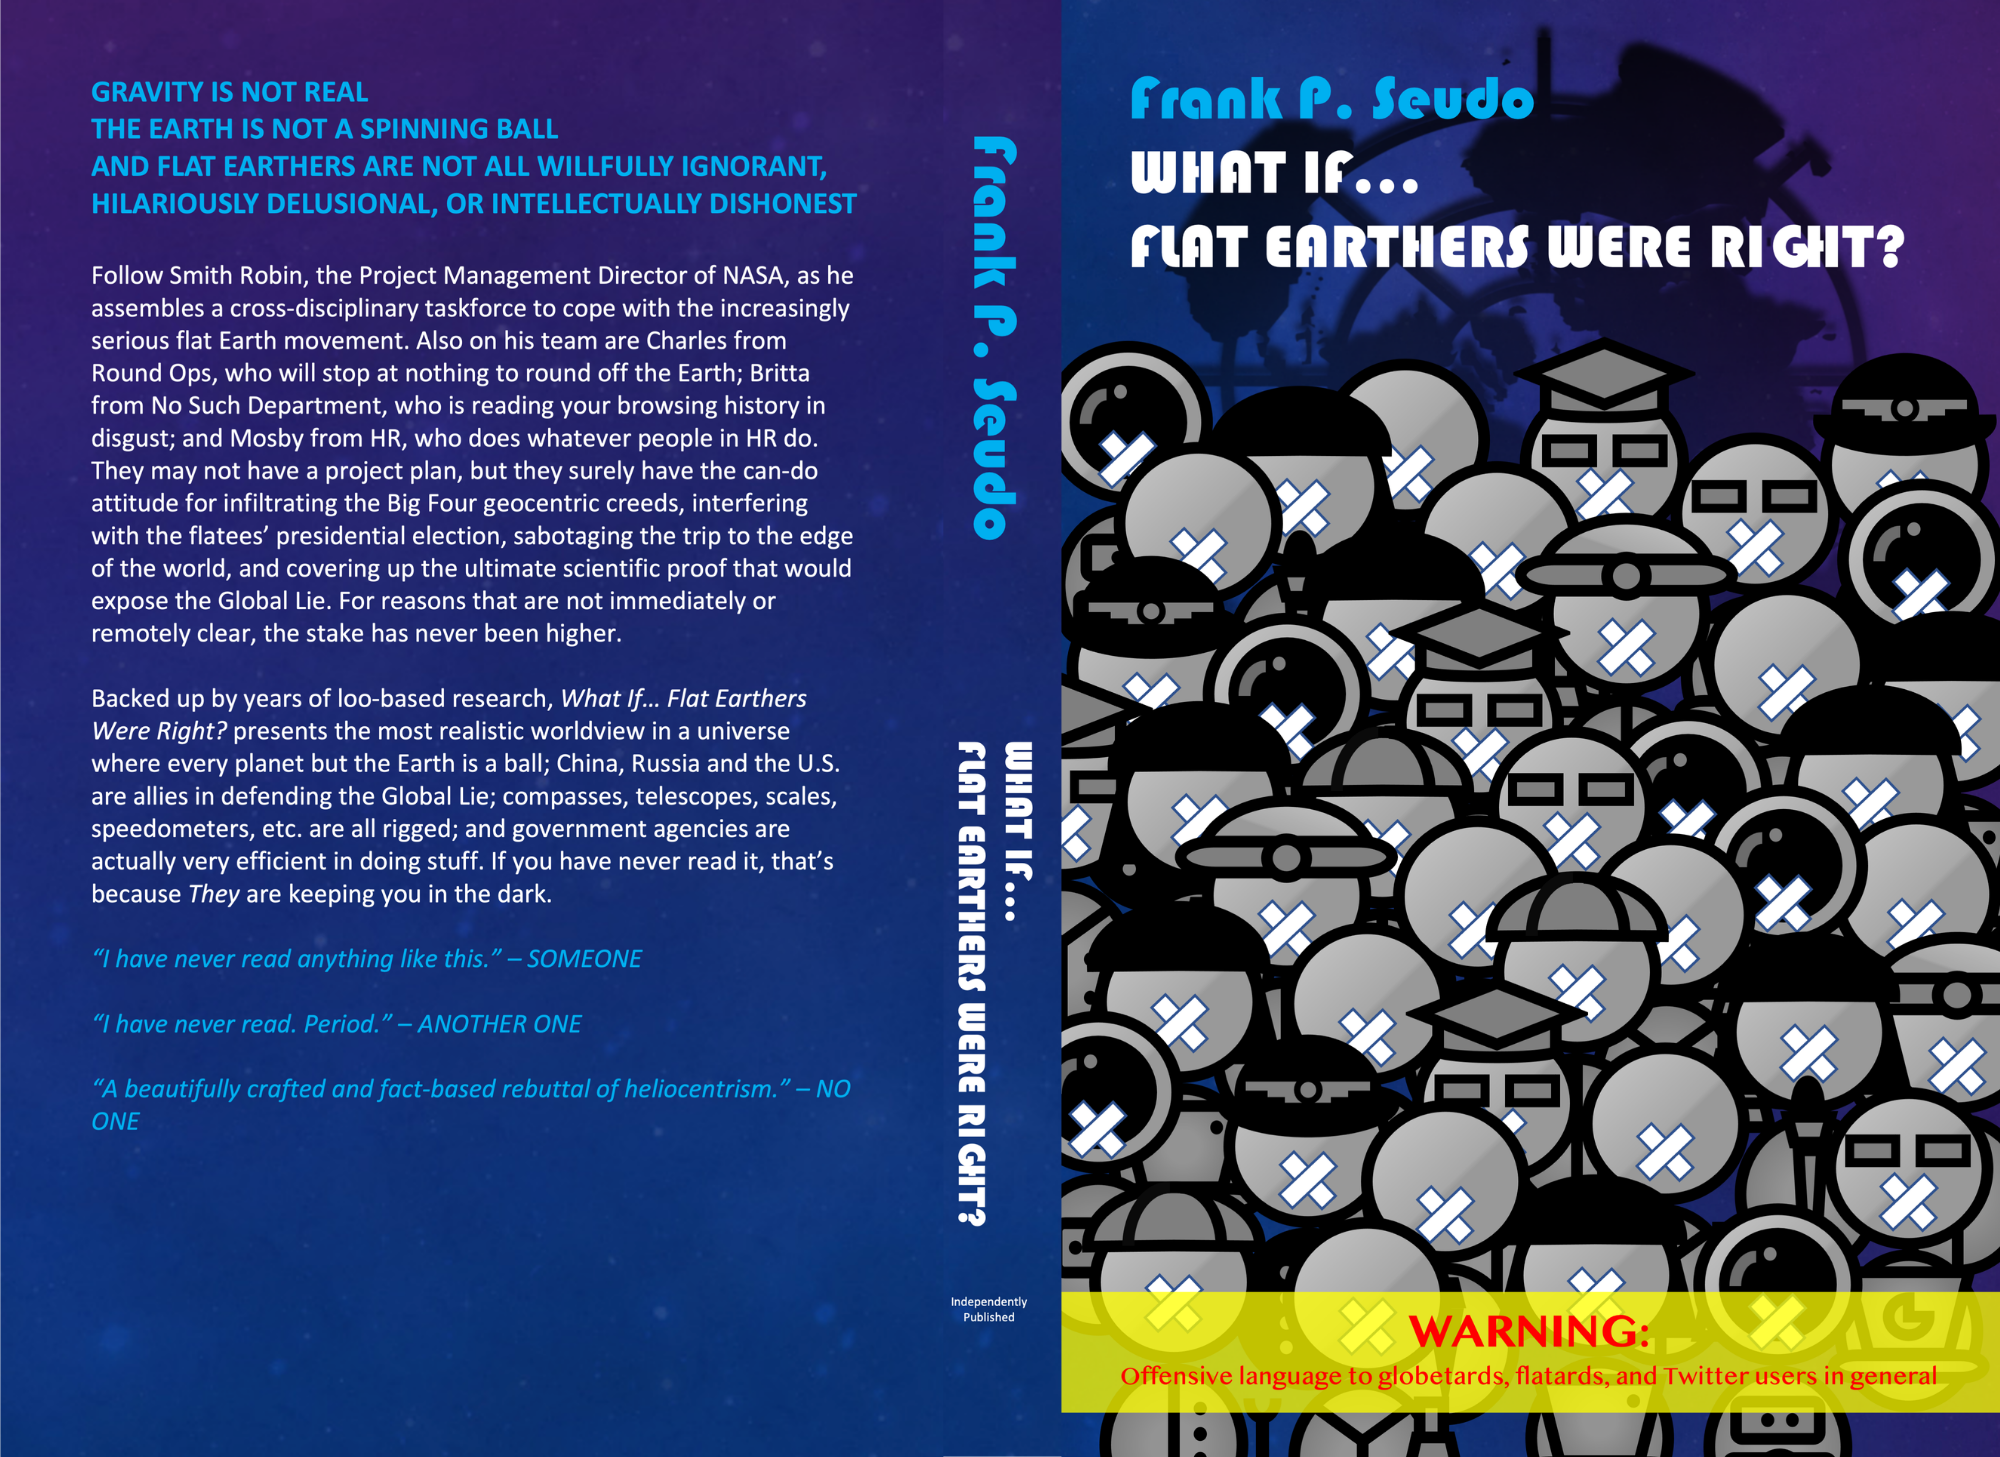 GRAVITY IS NOT REAL
THE EARTH IS NOT A SPINNING BALL
AND FLAT EARTHERS ARE NOT ALL WILLFULLY IGNORANT,
HILARIOUSLY DELUSIONAL, OR INTELLECTUALLY DISHONEST
Follow Smith Robin, the Project Management Director of NASA, as he
assembles a cross-disciplinary taskforce to cope with the increasingly
serious flat Earth movement. Also on his team are Charles from
Round Ops, who will stop at nothing to round off the Earth; Britta
from No Such Department, who is reading your browsing history in
disgust; and Mosby from HR, who does whatever people in HR do.
They may not have a project plan, but they surely have the can-do
attitude for infiltrating the Big Four geocentric creeds, interfering
with the flatees’ presidential election, sabotaging the trip to the edge
of the world, and covering up the ultimate scientific proof that would
expose the Global Lie. For reasons that are not immediately or
remotely clear, the stake has never been higher.
Backed up by years of loo-based research, What If… Flat Earthers
Were Right? presents the most realistic worldview in a universe
where every planet but the Earth is a ball; China, Russia and the U.S.
are allies in defending the Global Lie; compasses, telescopes, scales,
speedometers, etc. are all rigged; and government agencies are
actually very efficient in doing stuff. If you have never read it, that’s
because They are keeping you in the dark.
“I have never read anything like this.” – SOMEONE
“I have never read. Period.” – ANOTHER ONE
“A beautifully crafted and fact-based rebuttal of heliocentrism.” – NO
ONE
Frank P. Seudo
WHAT IF…
FLAT EARTHERS WERE RIGHT?
Independently
Published
Frank P. Seudo
WHAT IF…
FLAT EARTHERS WERE RIGHT?
G
WARNING:
Offensive language to globetards, flatards, and Twitter users in general